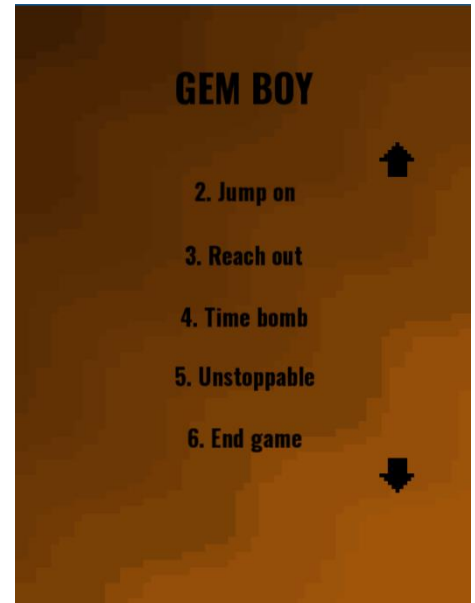 GEM BOY
2. Jump on
3. Reach out
4. Time bomb
5. Unstoppable
6. End game